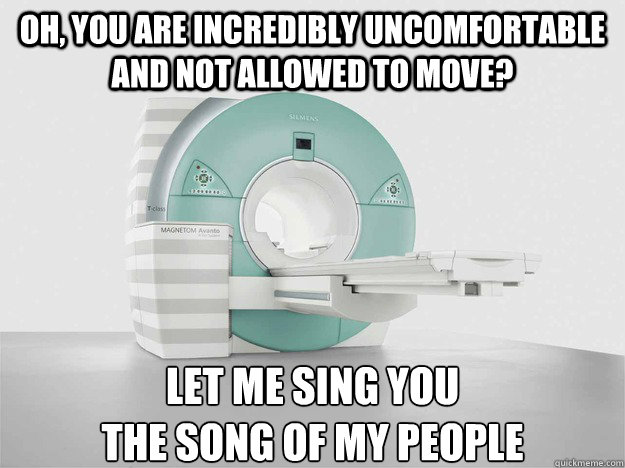 OH, YOU ARE INCREDIBLY UNCOMFORTABLE
AND NOT ALLOWED TO MOVE?
SIEMENS
T-class
MAGNETOM Avanto
LET ME SING YOU
THE SONG OF MY PEOPLE
quickmeme.com